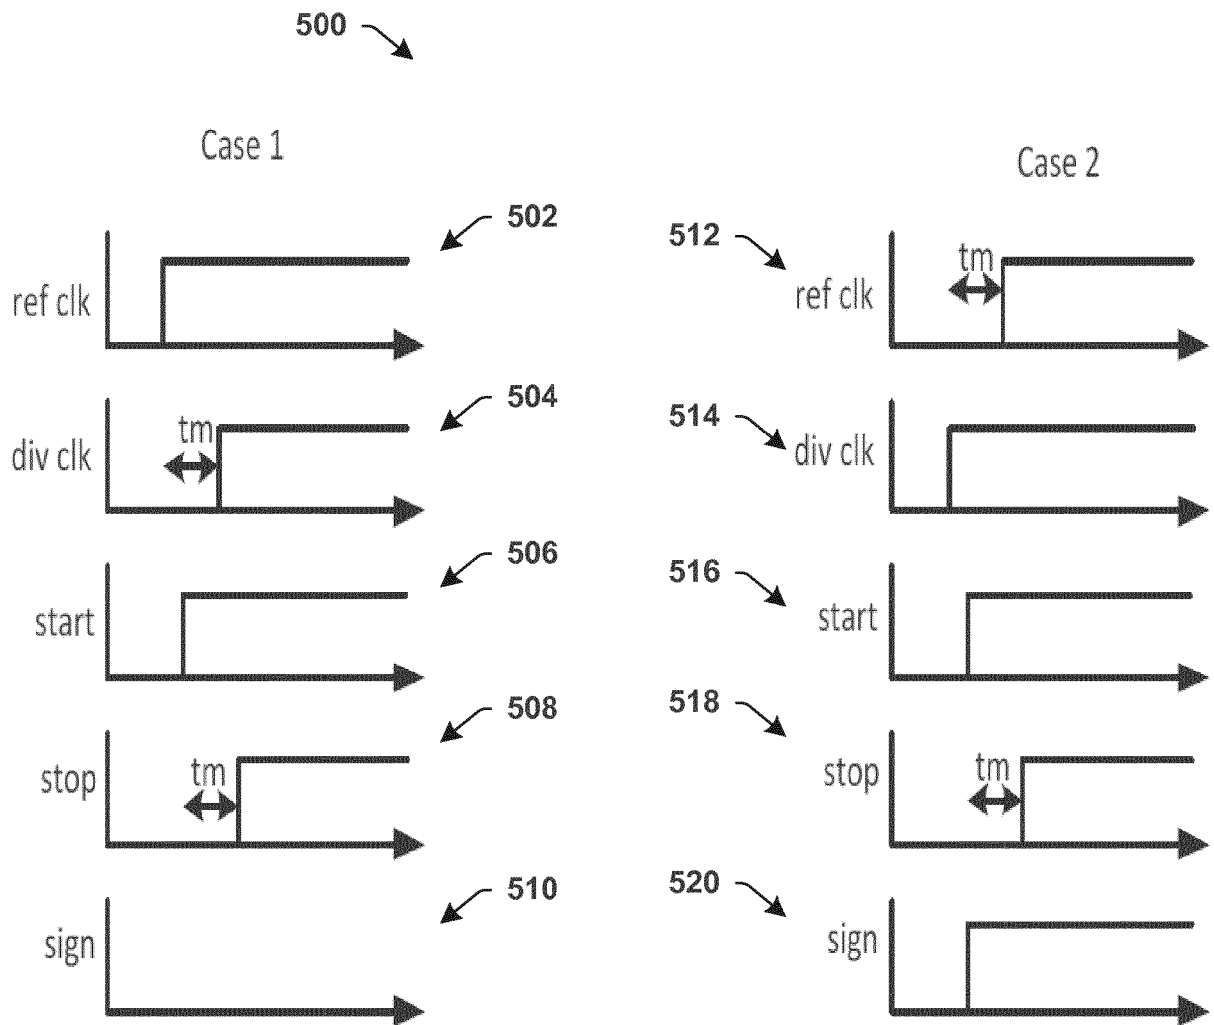 500
Case 1
502
ref clk
504
tm
div clk
506
start
508
tm
stop
510
sign
Case 2
512
tm
ref clk
514
div clk
516
start
518
tm
stop
520
sign